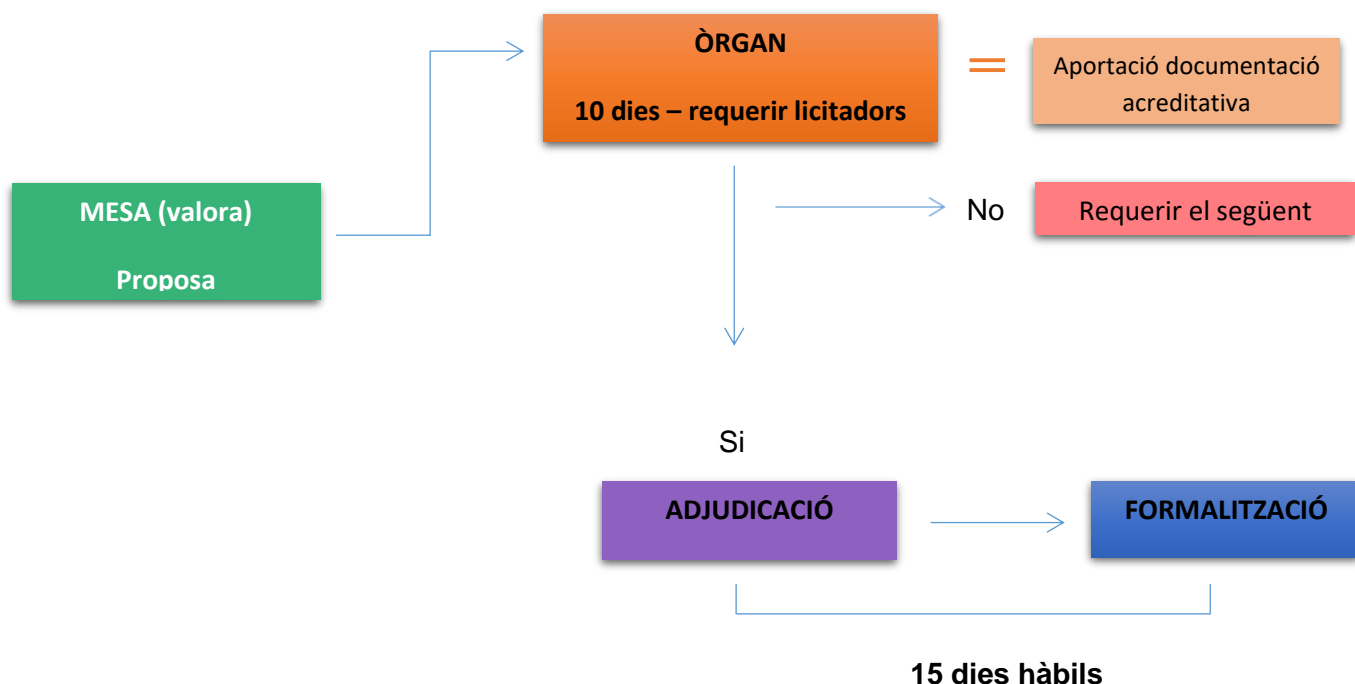 ÒRGAN
10 dies – requerir licitadors
Aportació documentació
acreditativa
MESA (valora)
Proposa
No
Requerir el següent
Si
ADJUDICACIÓ
FORMALITZACIÓ
15 dies hàbils